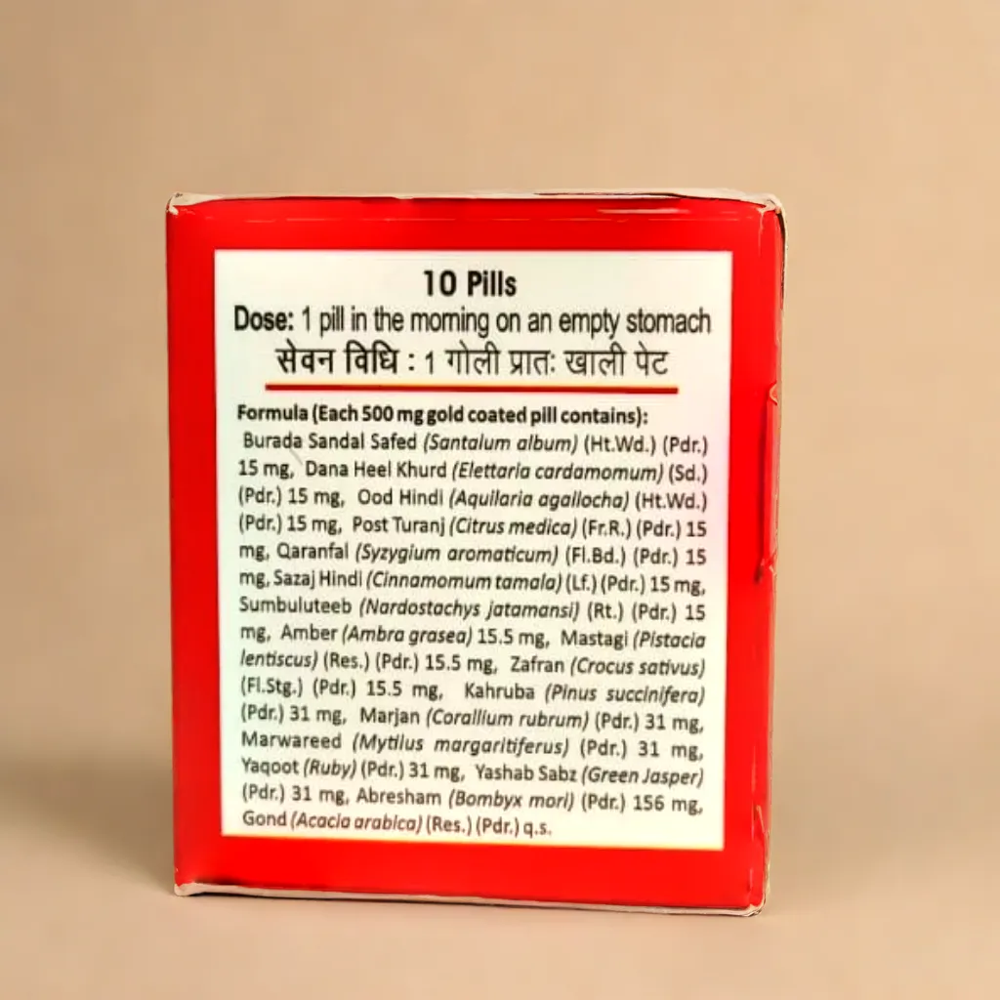 10 Pills
Dose: 1 pill in the morning on an empty stomach
सेवन विधि : 1 गोली प्रातः खाली पेट
Formula (Each 500 mg gold coated pill contains):
Burada Sandal Safed (Santalum album) (Ht.Wd.) (Pdr.)
15 mg, Dana Heel Khurd (Elettaria cardamomum) (Sd.)
(Pdr.) 15 mg, Ood Hindi (Aquilaria agallocha) (Ht.Wd.)
(Pdr.) 15 mg, Post Turanj (Citrus medica) (Fr.R.) (Pdr.) 15
mg, Qaranfal (Syzygium aromaticum) (Fl.Bd.) (Pdr.) 15
mg, Sazaj Hindi (Cinnamomum tamala) (Lf.) (Pdr.) 15 mg,
Sumbuluteeb (Nardostachys jatamansi) (Rt.) (Pdr.) 15
mg, Amber (Ambra grasea) 15.5 mg, Mastagi (Pistacia
lentiscus) (Res.) (Pdr.) 15.5 mg, Zafran (Crocus sativus)
(Fl.Stg.) (Pdr.) 15.5 mg, Kahruba (Pinus succinifera)
(Pdr.) 31 mg, Marjan (Corallium rubrum) (Pdr.) 31 mg,
Marwareed (Mytilus margaritiferus) (Pdr.) 31 mg,
Yaqoot (Ruby) (Pdr.) 31 mg, Yashab Sabz (Green Jasper)
(Pdr.) 31 mg, Abresham (Bombyx mori) (Pdr.) 156 mg,
Gond (Acacia arabica) (Res.) (Pdr.) q.s.